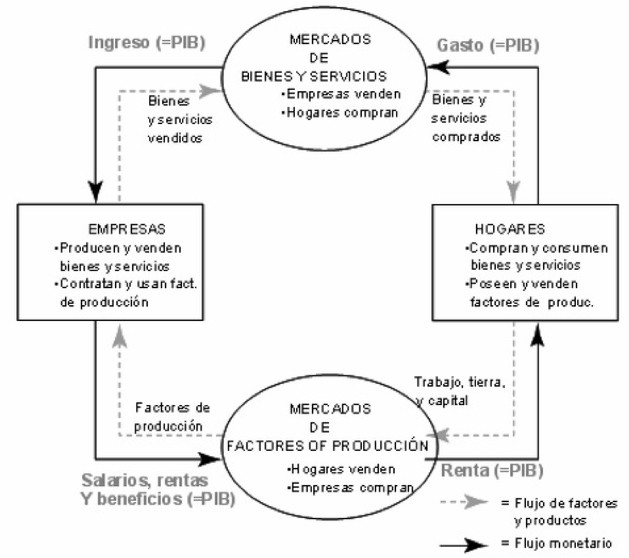 Ingreso (=PIB)
MERCADOS
DE
BIENES Y SERVICIOS
•Empresas venden
•Hogares compran
Gasto (=PIB)
Bienes
y servicios
vendidos
Bienes y
servicios
comprados
EMPRESAS
•Producen y venden
bienes y servicios
•Contratan y usan fact.
de producción
HOGARES
•Compran y consumen
bienes y servicios
•Poseen y venden
factores de produc.
Factores de
producción
MERCADOS
DE
FACTORES OF PRODUCCIÓN
•Hogares venden
•Empresas compran
Trabajo, tierra,
y capital
Salarios, rentas
Y beneficios (=PIB)
Renta (=PIB)
= Flujo de factores
y productos
= Flujo monetario